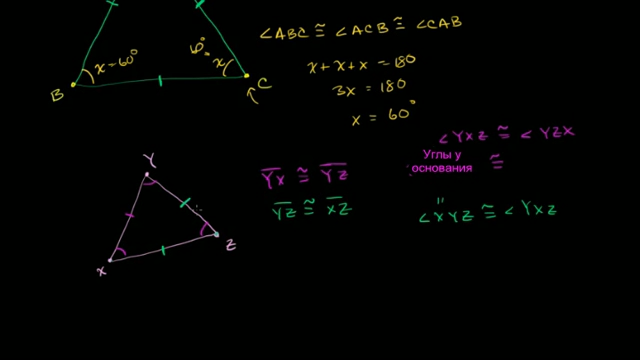 ∠ABC ≅ ∠ACB ≅ ∠CAB
x = 60°
60° = x
B
C
x + x + x = 180
3x = 180
x = 60°
∠YXZ ≅ ∠YZX
Y
Углы у
основания ≅
YX ≅ YZ
YZ ≅ XZ
∠XYZ ≅ ∠YXZ
X
Z